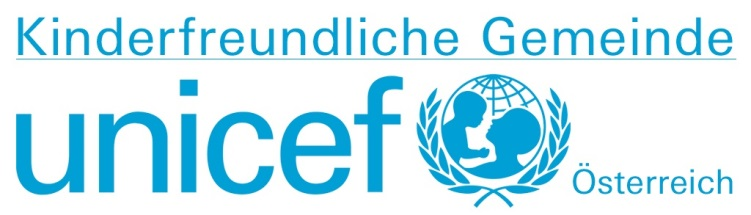 Kinderfreundliche Gemeinde
unicef
Österreich